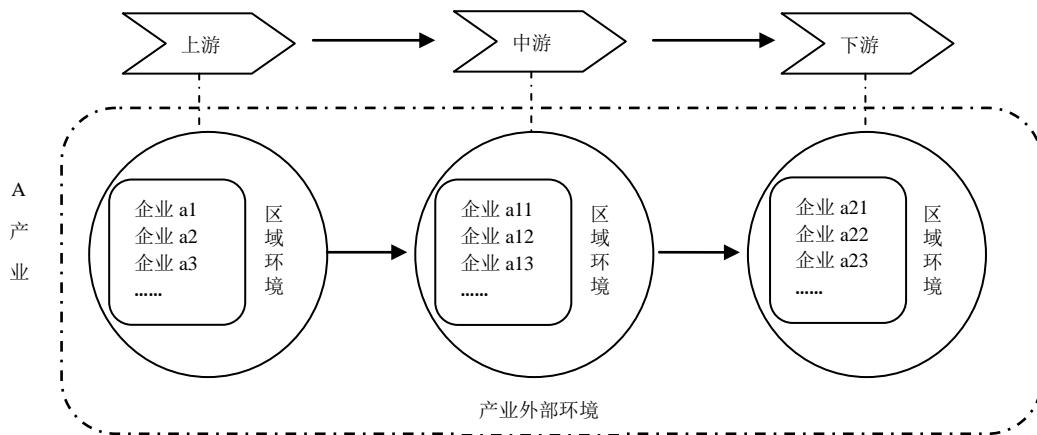 上游
中游
下游
A
产
业
企业 a1
企业 a2
企业 a3
......
区
域
环
境
企业 a11
企业 a12
企业 a13
......
区
域
环
境
企业 a21
企业 a22
企业 a23
......
区
域
环
境
产业外部环境